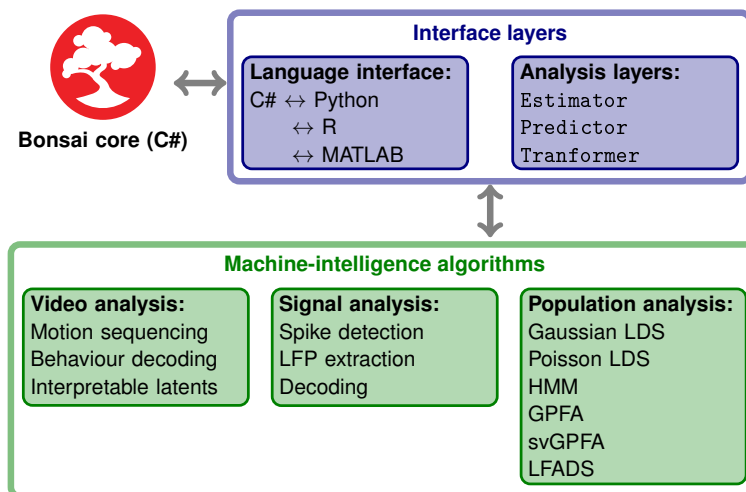 Interface layers
Bonsai core (C#)
Language interface:
C# ↔ Python
↔ R
↔ MATLAB
Analysis layers:
Estimator
Predictor
Tranformer
Machine-intelligence algorithms
Video analysis:
Motion sequencing
Behaviour decoding
Interpretable latents
Signal analysis:
Spike detection
LFP extraction
Decoding
Population analysis:
Gaussian LDS
Poisson LDS
HMM
GPFA
svGPFA
LFADS